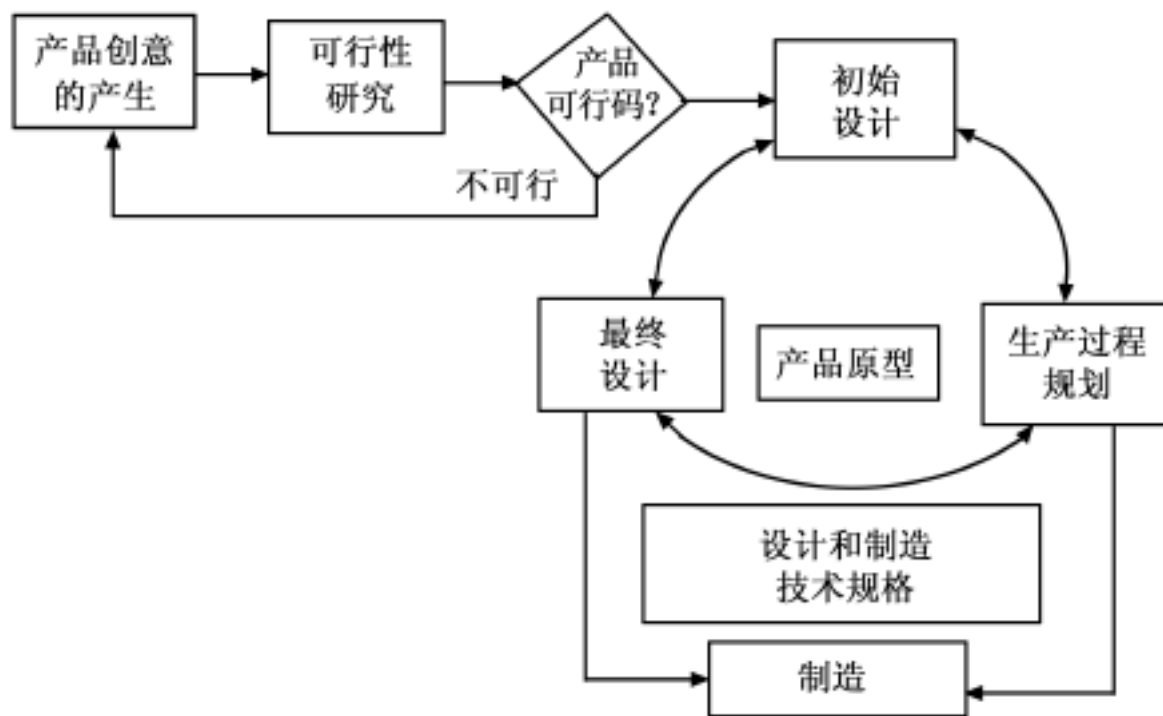 产品创意
的产生
可行性
研究
产品
可行码?
初始
设计
不可行
最终
设计
产品原型
生产过程
规划
设计和制造
技术规格
制造